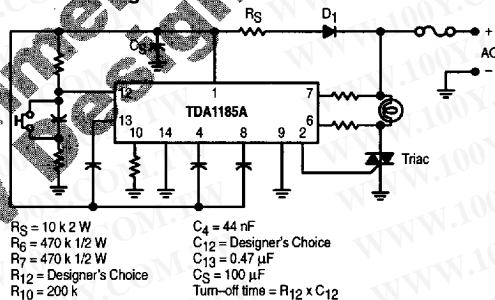 RS
D1
+
AC
−
CS
12
1
7
TDA1185A
13
6
10
14
4
8
9
2
Triac
RS = 10 k 2 W
R6 = 470 k 1/2 W
R7 = 470 k 1/2 W
R12 = Designer's Choice
R10 = 200 k
C4 = 44 nF
C12 = Designer's Choice
C13 = 0.47 µF
CS = 100 µF
Turn–off time = R12 x C12